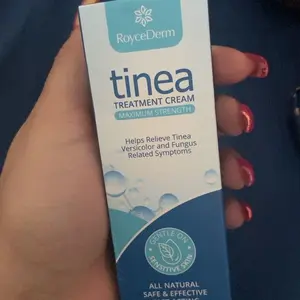 RoyceDerm
tinea
TREATMENT CREAM
MAXIMUM STRENGTH
Helps Relieve Tinea
Versicolor and Fungus
Related Symptoms
GENTLE ON
SENSITIVE SKIN
ALL NATURAL
SAFE & EFFECTIVE